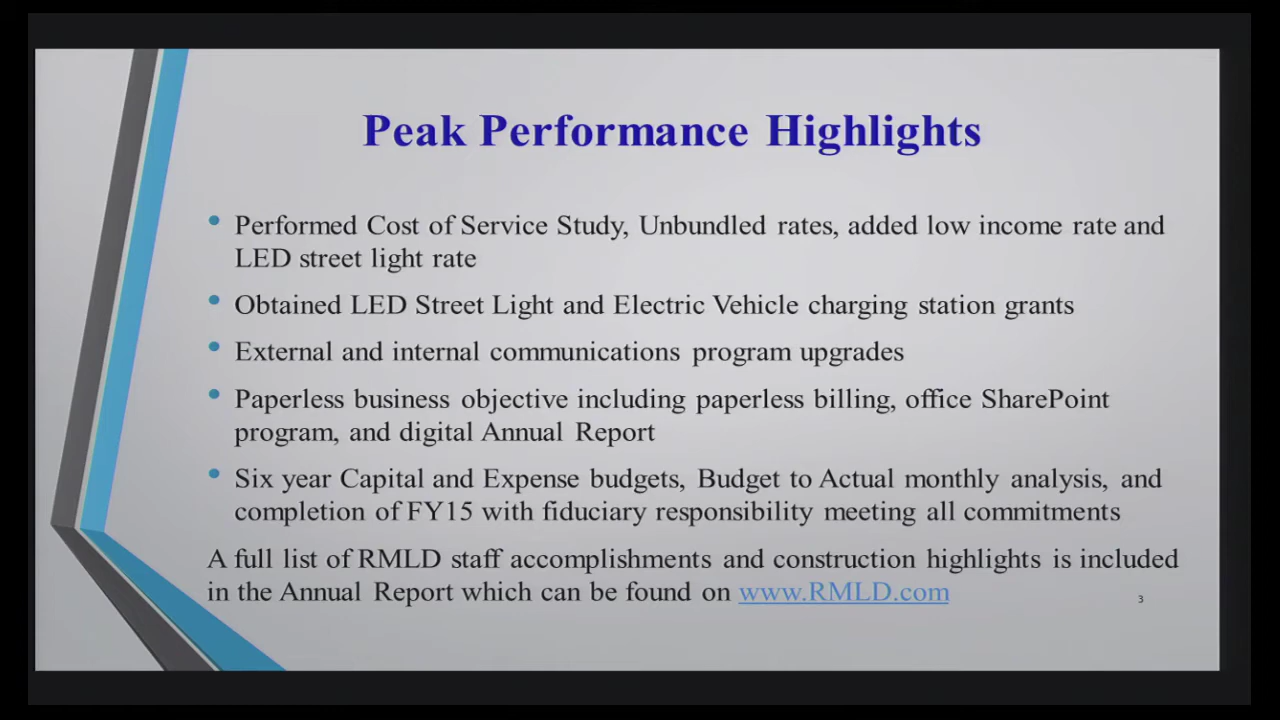 Peak Performance Highlights
• Performed Cost of Service Study, Unbundled rates, added low income rate and
LED street light rate
• Obtained LED Street Light and Electric Vehicle charging station grants
• External and internal communications program upgrades
• Paperless business objective including paperless billing, office SharePoint
program, and digital Annual Report
• Six year Capital and Expense budgets, Budget to Actual monthly analysis, and
completion of FY15 with fiduciary responsibility meeting all commitments
A full list of RMLD staff accomplishments and construction highlights is included
in the Annual Report which can be found on www.RMLD.com
3